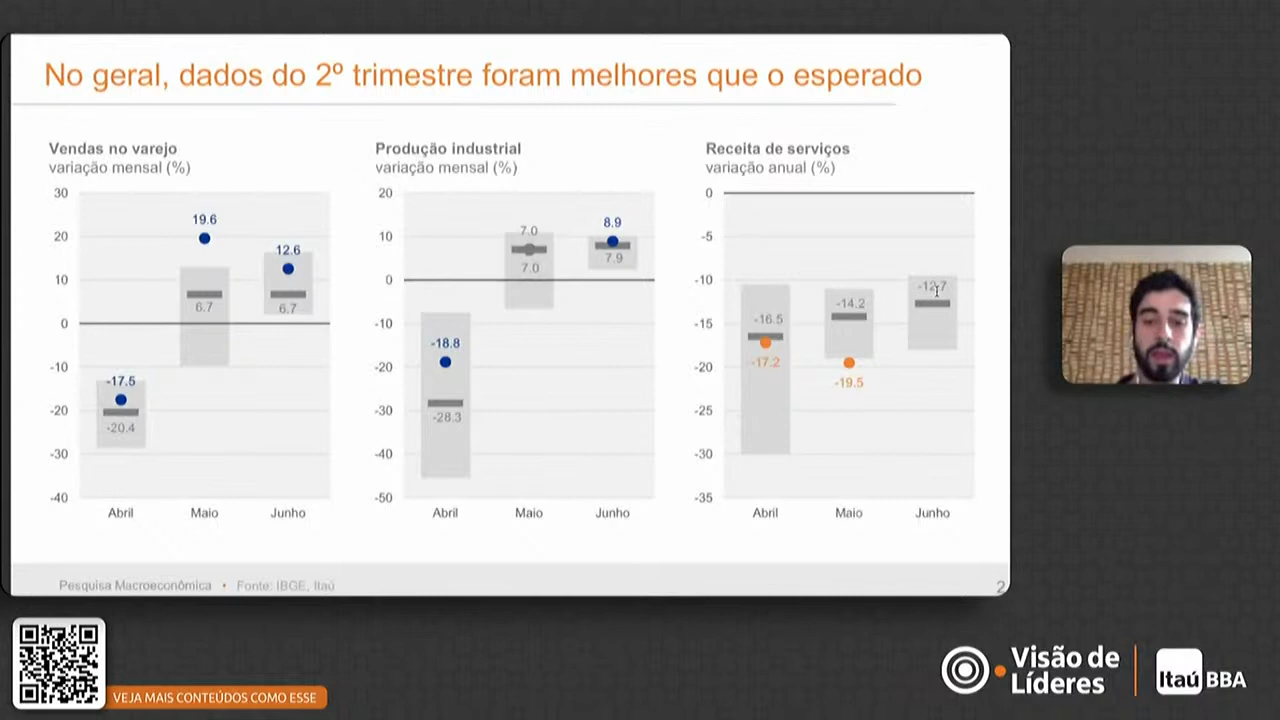 No geral, dados do 2º trimestre foram melhores que o esperado
Vendas no varejo
variação mensal (%)
30
20
10
0
-10
-20
-30
-40
19.6
12.6
6.7
6.7
-17.5
-20.4
Abril
Maio
Junho
Produção industrial
variação mensal (%)
20
10
0
-10
-20
-30
-40
-50
7.0
8.9
7.0
7.9
-18.8
-28.3
Abril
Maio
Junho
Receita de serviços
variação anual (%)
0
-5
-10
-15
-20
-25
-30
-35
-12.7
-14.2
-16.5
-17.2
-19.5
Abril
Maio
Junho
Pesquisa Macroeconômica • Fonte: IBGE, Itaú
2
VEJA MAIS CONTEÚDOS COMO ESSE
Visão de
Líderes
Itaú BBA